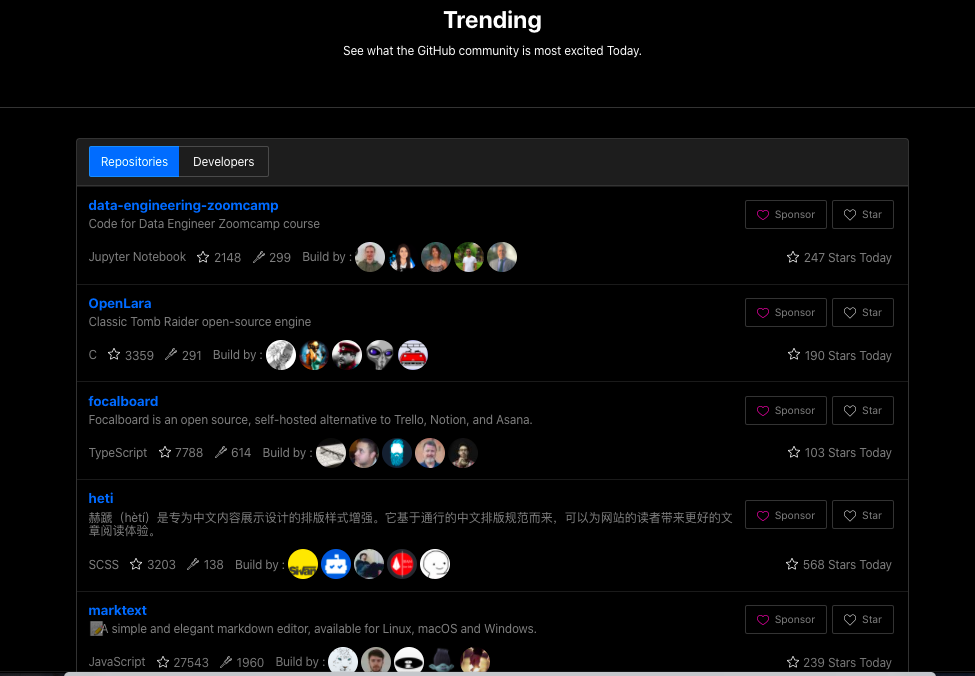 Trending
See what the GitHub community is most excited Today.
Repositories Developers
data-engineering-zoomcamp
Code for Data Engineer Zoomcamp course
Sponsor Star
Jupyter Notebook 2148 299 Build by : 247 Stars Today
OpenLara
Classic Tomb Raider open-source engine
Sponsor Star
C 3359 291 Build by : 190 Stars Today
focalboard
Focalboard is an open source, self-hosted alternative to Trello, Notion, and Asana.
Sponsor Star
TypeScript 7788 614 Build by : 103 Stars Today
heti
赫蹏（hètí）是专为中文内容展示设计的排版样式增强。它基于通行的中文排版规范而来，可以为网站的读者带来更好的文
章阅读体验。
Sponsor Star
SCSS 3203 138 Build by : 568 Stars Today
marktext
A simple and elegant markdown editor, available for Linux, macOS and Windows.
Sponsor Star
JavaScript 27543 1960 Build by : 239 Stars Today